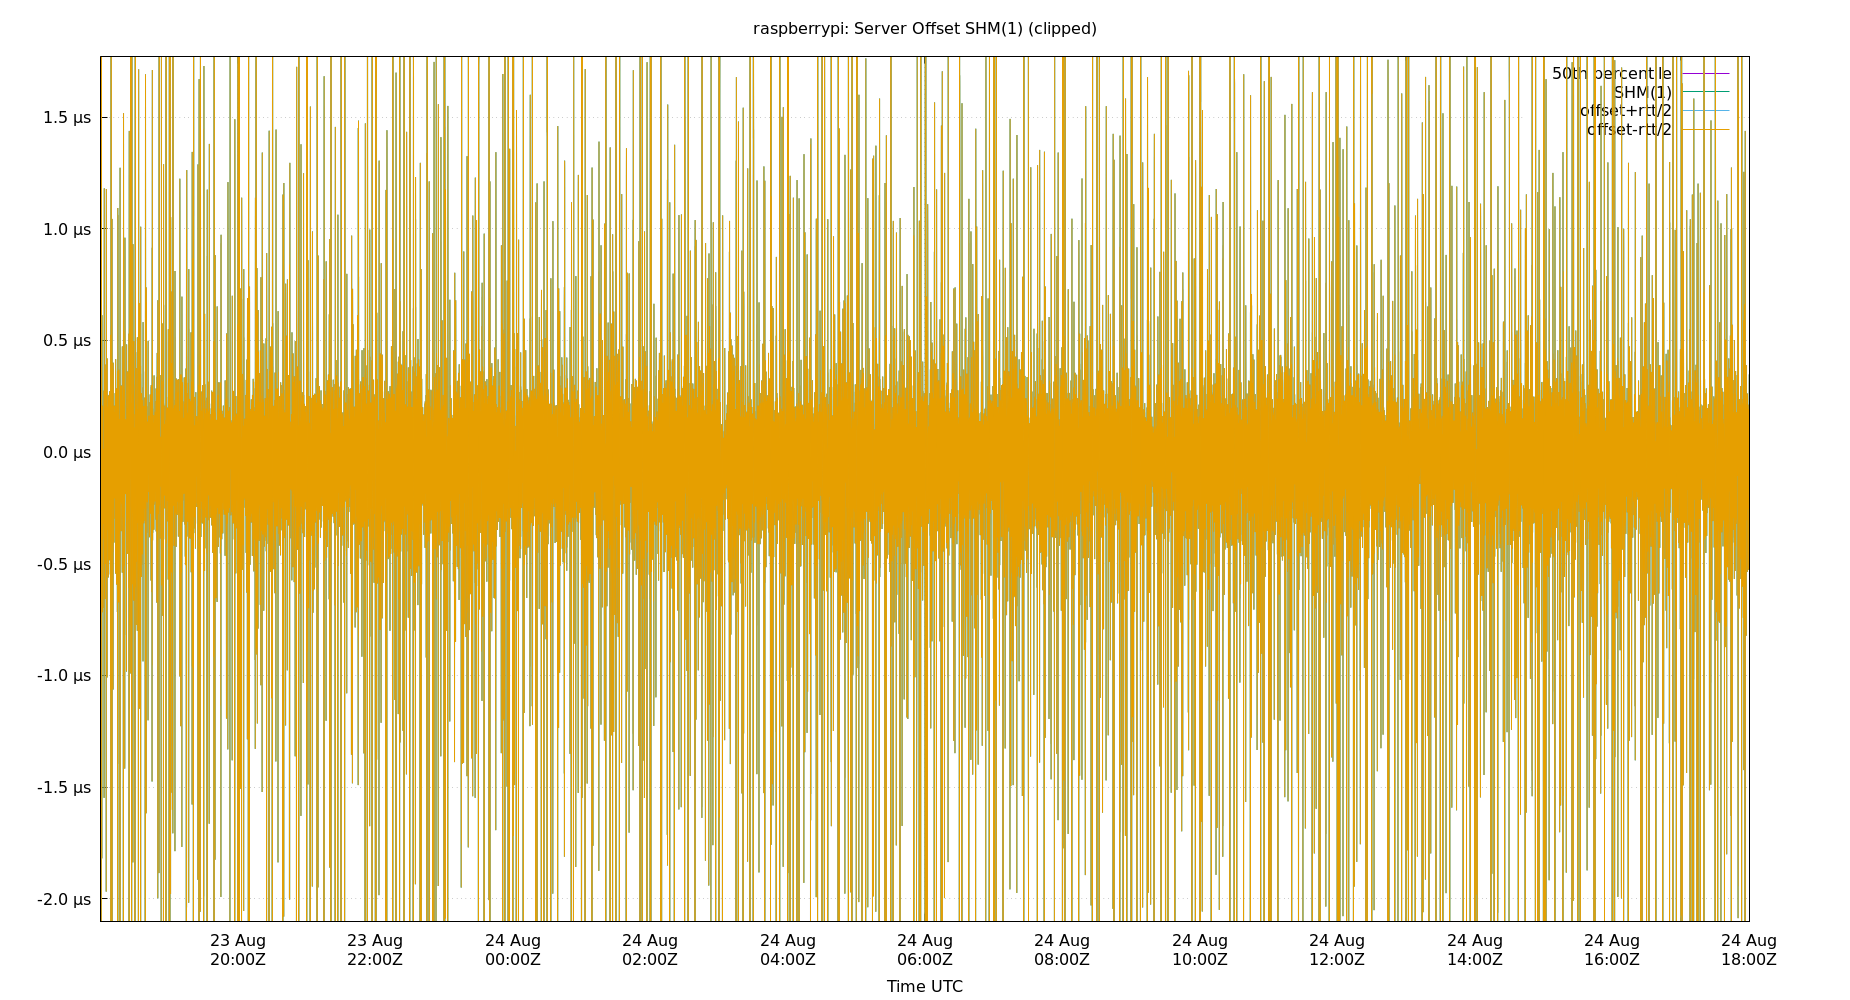 raspberrypi: Server Offset SHM(1) (clipped)
50th percentile
SHM(1)
offset+rtt/2
offset-rtt/2
1.5 µs
1.0 µs
0.5 µs
0.0 µs
-0.5 µs
-1.0 µs
-1.5 µs
-2.0 µs
23 Aug 23 Aug 24 Aug 24 Aug 24 Aug 24 Aug 24 Aug 24 Aug 24 Aug 24 Aug 24 Aug 24 Aug
20:00Z 22:00Z 00:00Z 02:00Z 04:00Z 06:00Z 08:00Z 10:00Z 12:00Z 14:00Z 16:00Z 18:00Z
Time UTC